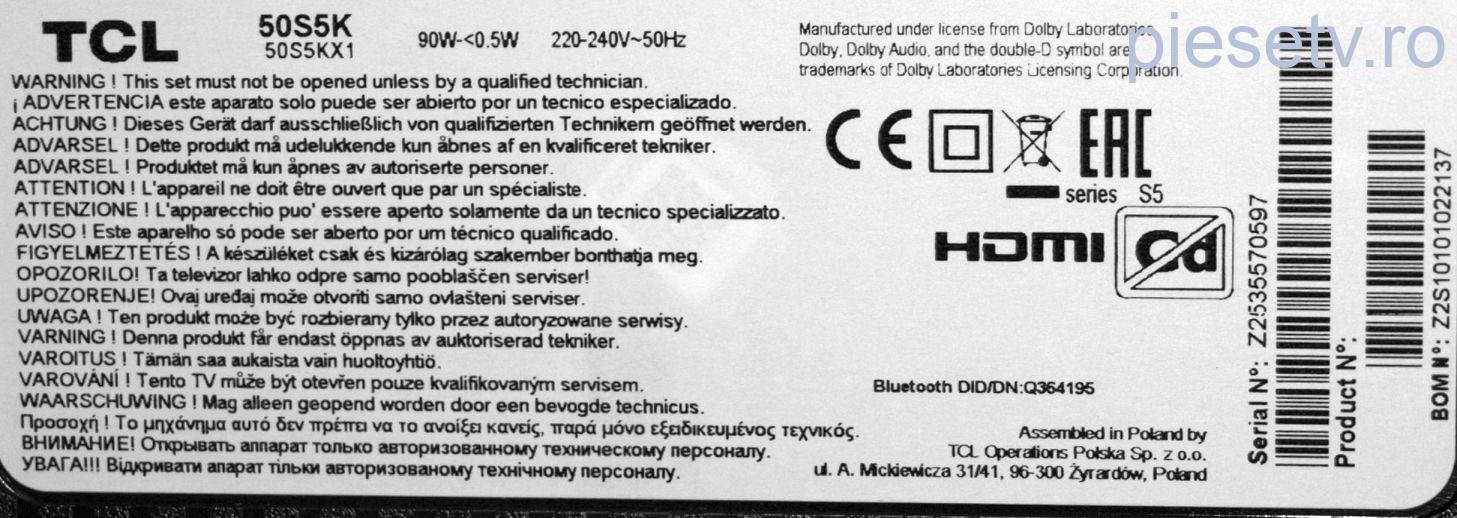 TCL
50S5K
50S5KX1
90W-<0.5W 220-240V~50Hz
Manufactured under license from Dolby Laboratories.
Dolby, Dolby Audio, and the double-D symbol are
trademarks of Dolby Laboratories Licensing Corporation.
piesetv.ro
WARNING ! This set must not be opened unless by a qualified technician.
¡ ADVERTENCIA este aparato solo puede ser abierto por un tecnico especializado.
ACHTUNG ! Dieses Gerät darf ausschließlich von qualifizierten Technikern geöffnet werden.
ADVARSEL ! Dette produkt må udelukkende kun åbnes af en kvalificeret tekniker.
ADVARSEL ! Produktet må kun åpnes av autoriserte personer.
ATTENTION ! L'appareil ne doit être ouvert que par un spécialiste.
ATTENZIONE ! L'apparecchio puo' essere aperto solamente da un tecnico specializzato.
AVISO ! Este aparelho só pode ser aberto por um técnico qualificado.
FIGYELMEZTETÉS ! A készüléket csak és kizárólag szakember bonthatja meg.
OPOZORILO! Ta televizor lahko odpre samo pooblaščen serviser!
UPOZORENJE! Ovaj uređaj može otvoriti samo ovlašteni serviser.
UWAGA ! Ten produkt może być rozbierany tylko przez autoryzowane serwisy.
VARNING ! Denna produkt får endast öppnas av auktoriserad tekniker.
VAROITUS ! Tämän saa aukaista vain huoltoyhtiö.
VAROVÁNÍ ! Tento TV může být otevřen pouze kvalifikovaným servisem.
WAARSCHUWING ! Mag alleen geopend worden door een bevogde technicus.
Προσοχή ! Το μηχάνημα αυτό δεν πρέπει να το ανοίξει κανείς, παρά μόνο εξειδικευμένος τεχνικός.
ВНИМАНИЕ! Открывать аппарат только авторизованному техническому персоналу.
УВАГА!!! Відкривати апарат тільки авторизованому технічному персоналу.
CE
EAC
series S5
HDMI
Cd
Bluetooth DID/DN:Q364195
Assembled in Poland by
TCL Operations Polska Sp. z o.o.
ul. A. Mickiewicza 31/41, 96-300 Żyrardów, Poland
Serial N°: Z2535570597
Product N°:
BOM N°: Z2S10101022137